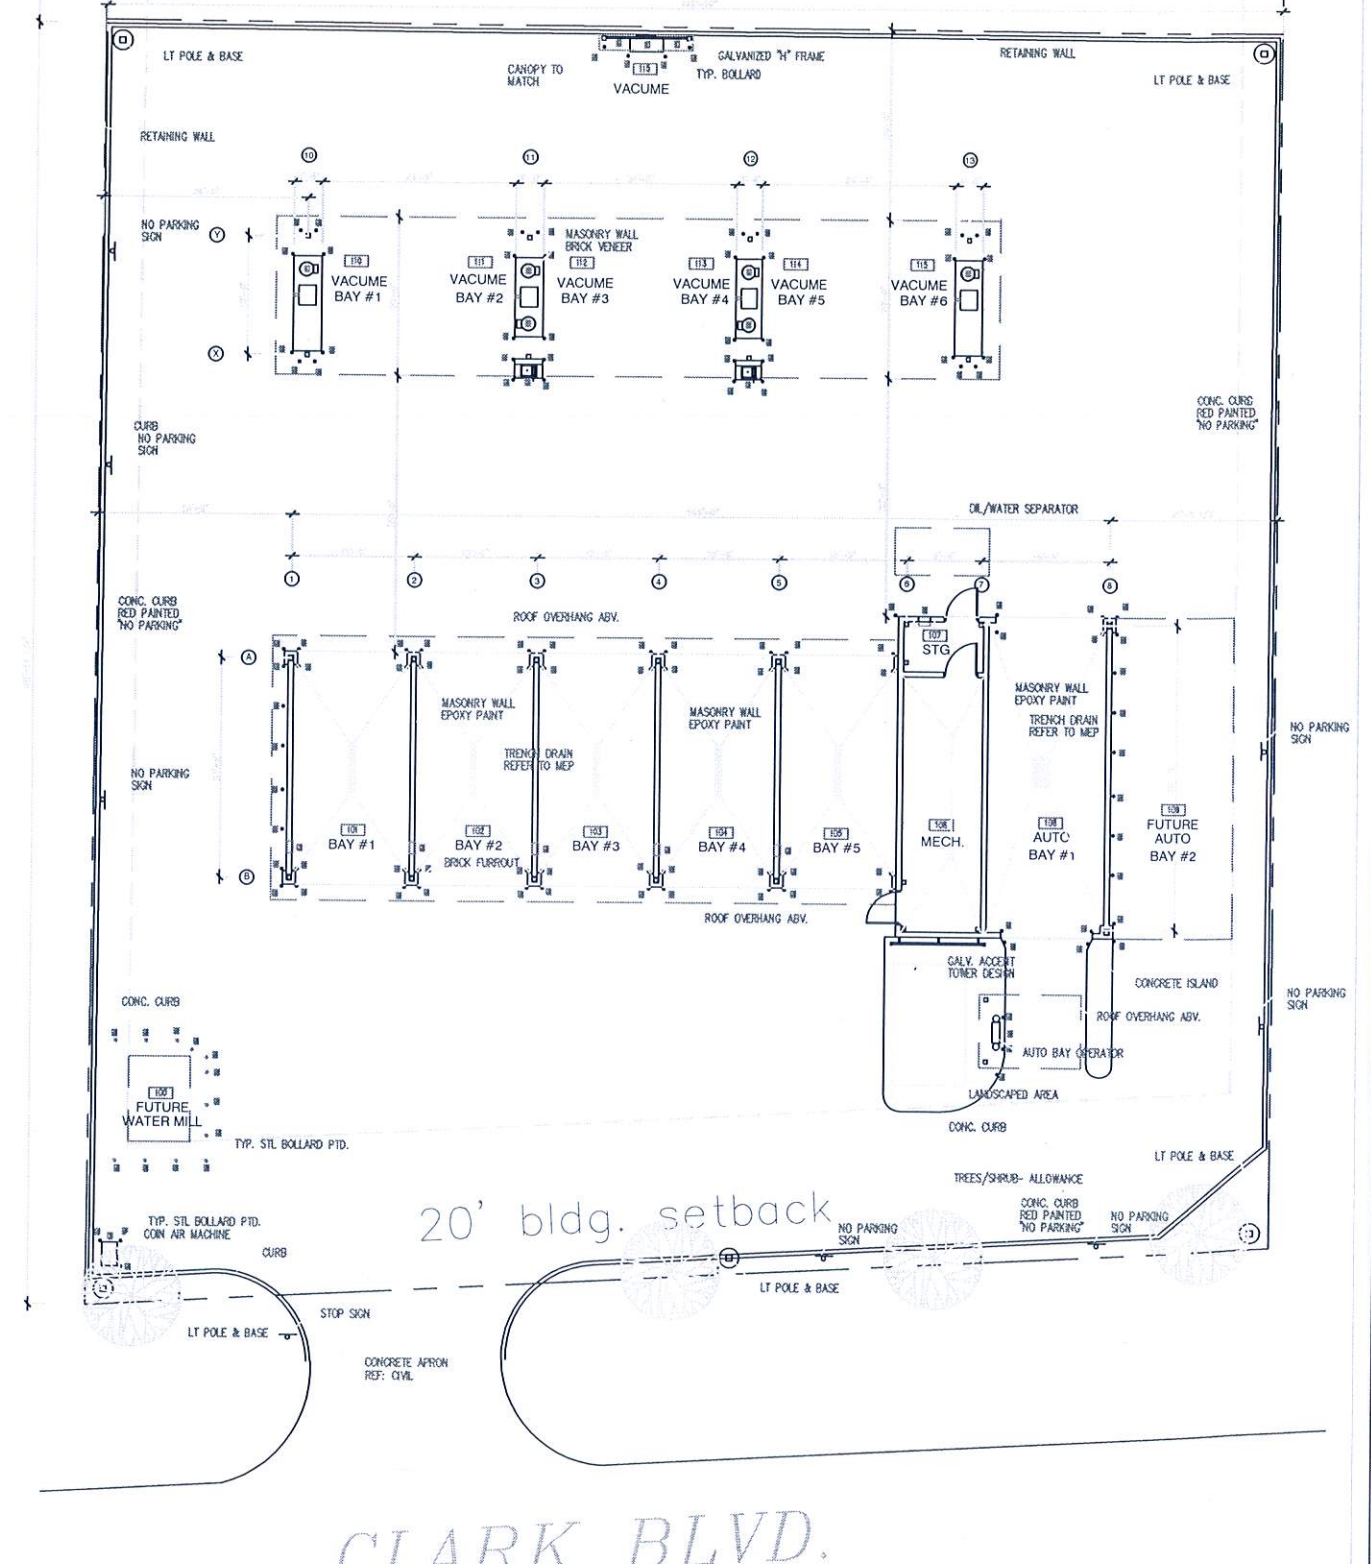 LT POLE & BASE
CANOPY TO
MATCH
115
VACUME
GALVANIZED "H" FRAME
TYP. BOLLARD
RETAINING WALL
LT POLE & BASE
RETAINING WALL
10
11
12
13
NO PARKING
SIGN
Y
MASONRY WALL
BRICK VENEER
110
VACUME
BAY #1
111
VACUME
BAY #2
112
VACUME
BAY #3
113
VACUME
BAY #4
114
VACUME
BAY #5
115
VACUME
BAY #6
X
CURB
NO PARKING
SIGN
CONC. CURB
RED PAINTED
"NO PARKING"
OIL/WATER SEPARATOR
1
2
3
4
5
6
7
8
CONC. CURB
RED PAINTED
"NO PARKING"
ROOF OVERHANG ABV.
107
STG
A
MASONRY WALL
EPOXY PAINT
MASONRY WALL
EPOXY PAINT
MASONRY WALL
EPOXY PAINT
TRENCH DRAIN
REFER TO MEP
TRENCH DRAIN
REFER TO MEP
NO PARKING
SIGN
NO PARKING
SIGN
101
BAY #1
102
BAY #2
BRICK FURROUT
103
BAY #3
104
BAY #4
105
BAY #5
106
MECH.
108
AUTO
BAY #1
109
FUTURE
AUTO
BAY #2
B
ROOF OVERHANG ABV.
GALV. ACCENT
TOWER DESIGN
CONCRETE ISLAND
NO PARKING
SIGN
CONC. CURB
ROOF OVERHANG ABV.
AUTO BAY OPERATOR
100
FUTURE
WATER MILL
LANDSCAPED AREA
CONC. CURB
TYP. STL BOLLARD PTD.
LT POLE & BASE
TREES/SHRUB- ALLOWANCE
20' bldg. setback
CONC. CURB
RED PAINTED
"NO PARKING"
NO PARKING
SIGN
NO PARKING
SIGN
TYP. STL BOLLARD PTD.
COIN AIR MACHINE
CURB
LT POLE & BASE
STOP SIGN
LT POLE & BASE
CONCRETE APRON
REF: CIVIL
CLARK BLVD.